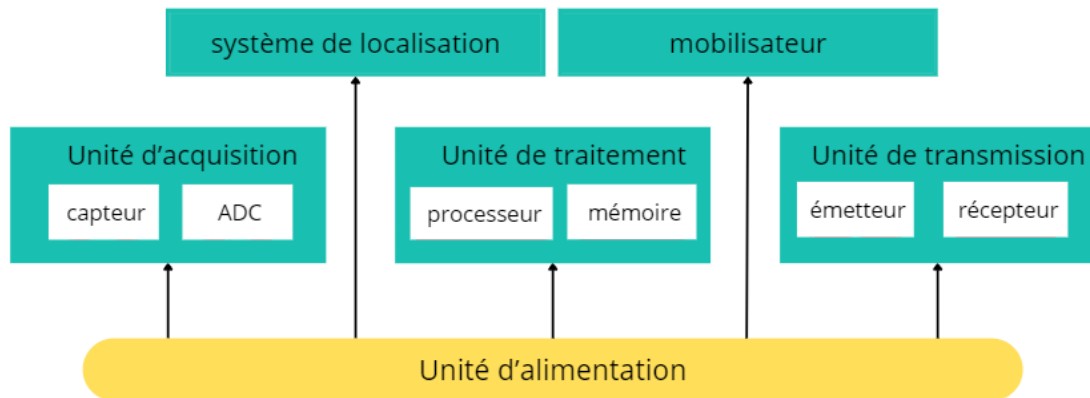 système de localisation
mobilisateur
Unité d’acquisition
capteur
ADC
Unité de traitement
processeur
mémoire
Unité de transmission
émetteur
récepteur
Unité d’alimentation